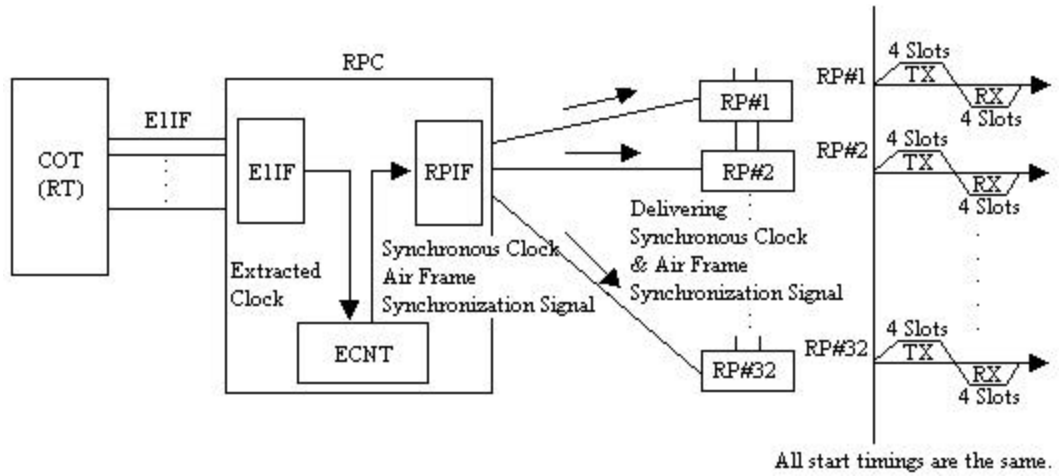 RPC
COT
(RT)
E1IF
E1IF
Extracted
Clock
ECNT
RPIF
Synchronous Clock
Air Frame
Synchronization Signal
RP#1
RP#2
RP#32
Delivering
Synchronous Clock
& Air Frame
Synchronization Signal
RP#1
4 Slots
TX
RX
4 Slots
RP#2
4 Slots
TX
RX
4 Slots
RP#32
4 Slots
TX
RX
4 Slots
All start timings are the same.